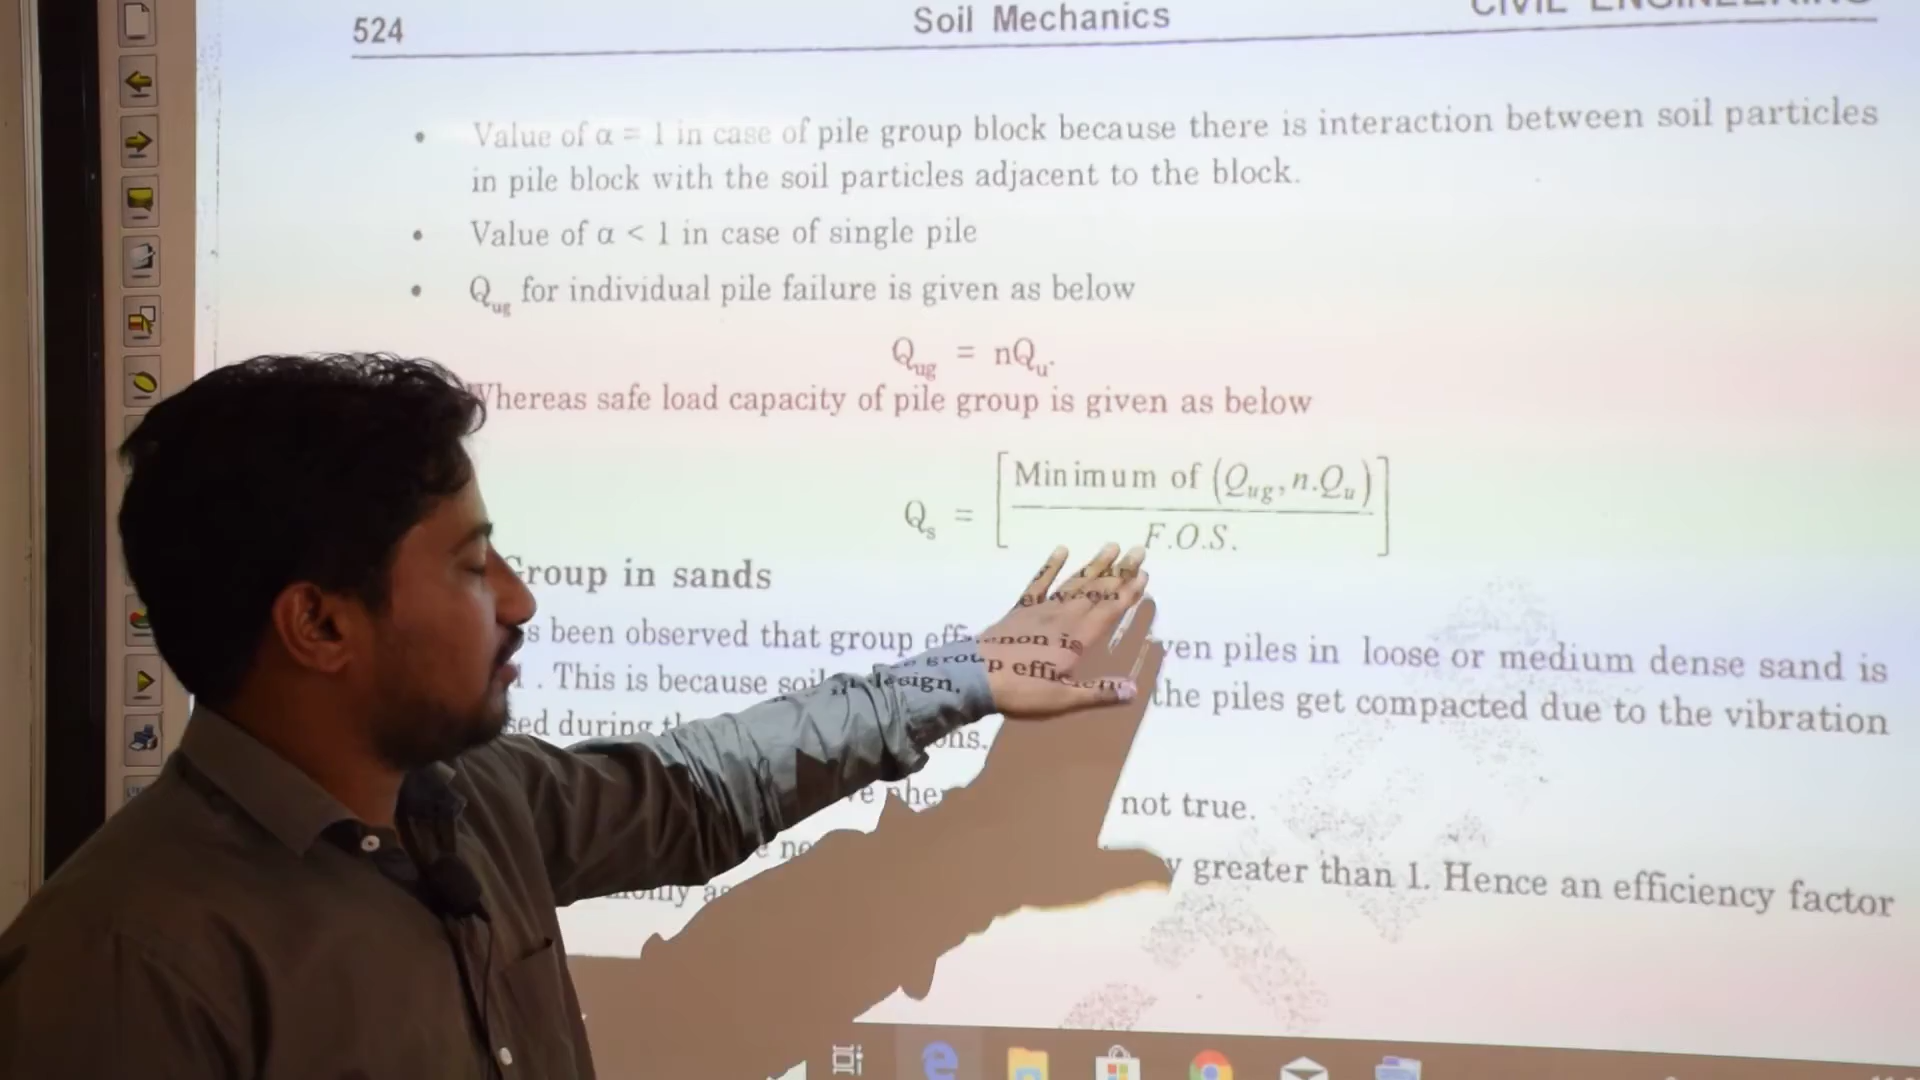 524
Soil Mechanics
CIVIL ENGINEERING
• Value of α = 1 in case of pile group block because there is interaction between soil particles
in pile block with the soil particles adjacent to the block.
• Value of α < 1 in case of single pile
• Qug for individual pile failure is given as below
Qug = nQu.
Whereas safe load capacity of pile group is given as below
Qs = [Minimum of (Qug, n.Qu) / F.O.S.]
Group in sands
been observed that group piles in loose or medium dense sand is
. This is because soil the piles get compacted due to the vibration
during
not true.
greater than 1. Hence an efficiency factor